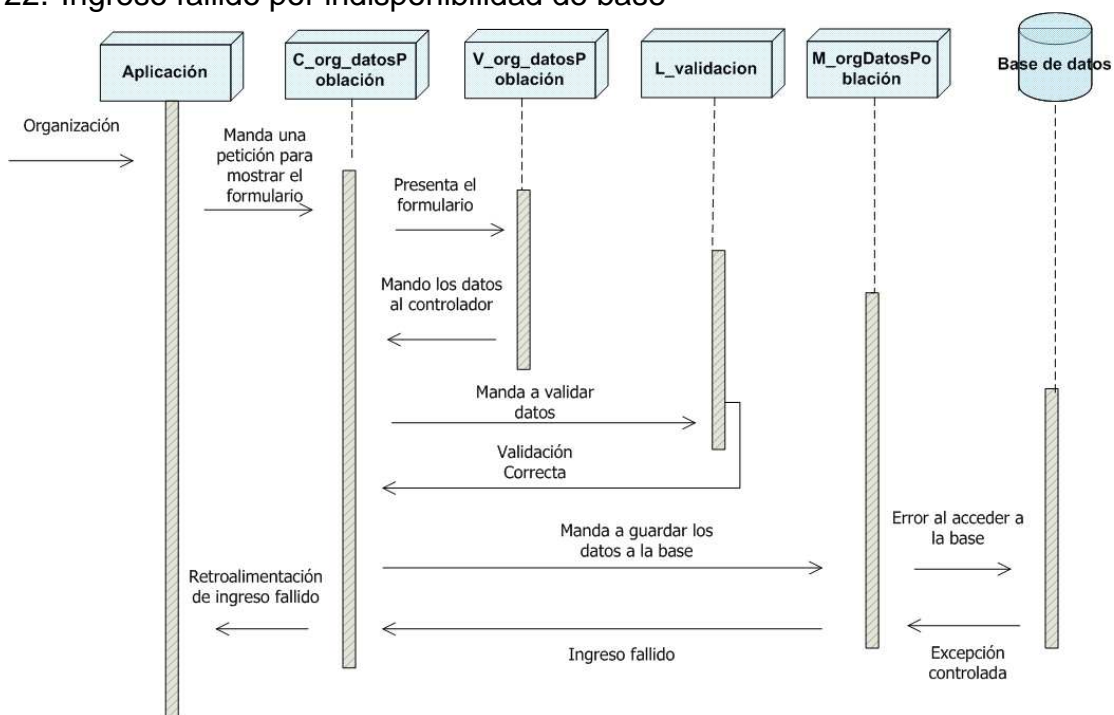 22. Ingreso fallido por indisponibilidad de base
Aplicación
C_org_datosP
oblación
V_org_datosP
oblación
L_validacion
M_orgDatosPo
blación
Base de datos
Organización
Manda una
petición para
mostrar el
formulario
Presenta el
formulario
Mando los datos
al controlador
Manda a validar
datos
Validación
Correcta
Manda a guardar los
datos a la base
Error al acceder a
la base
Retroalimentación
de ingreso fallido
Ingreso fallido
Excepción
controlada